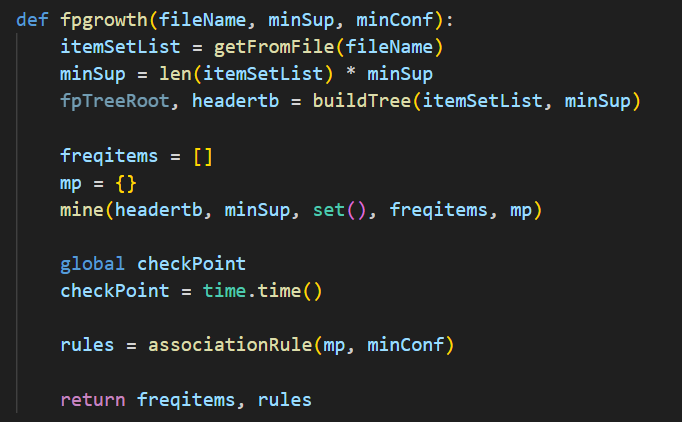 def fpgrowth(fileName, minSup, minConf):
    itemSetList = getFromFile(fileName)
    minSup = len(itemSetList) * minSup
    fpTreeRoot, headertb = buildTree(itemSetList, minSup)

    freqitems = []
    mp = {}
    mine(headertb, minSup, set(), freqitems, mp)

    global checkPoint
    checkPoint = time.time()

    rules = associationRule(mp, minConf)

    return freqitems, rules